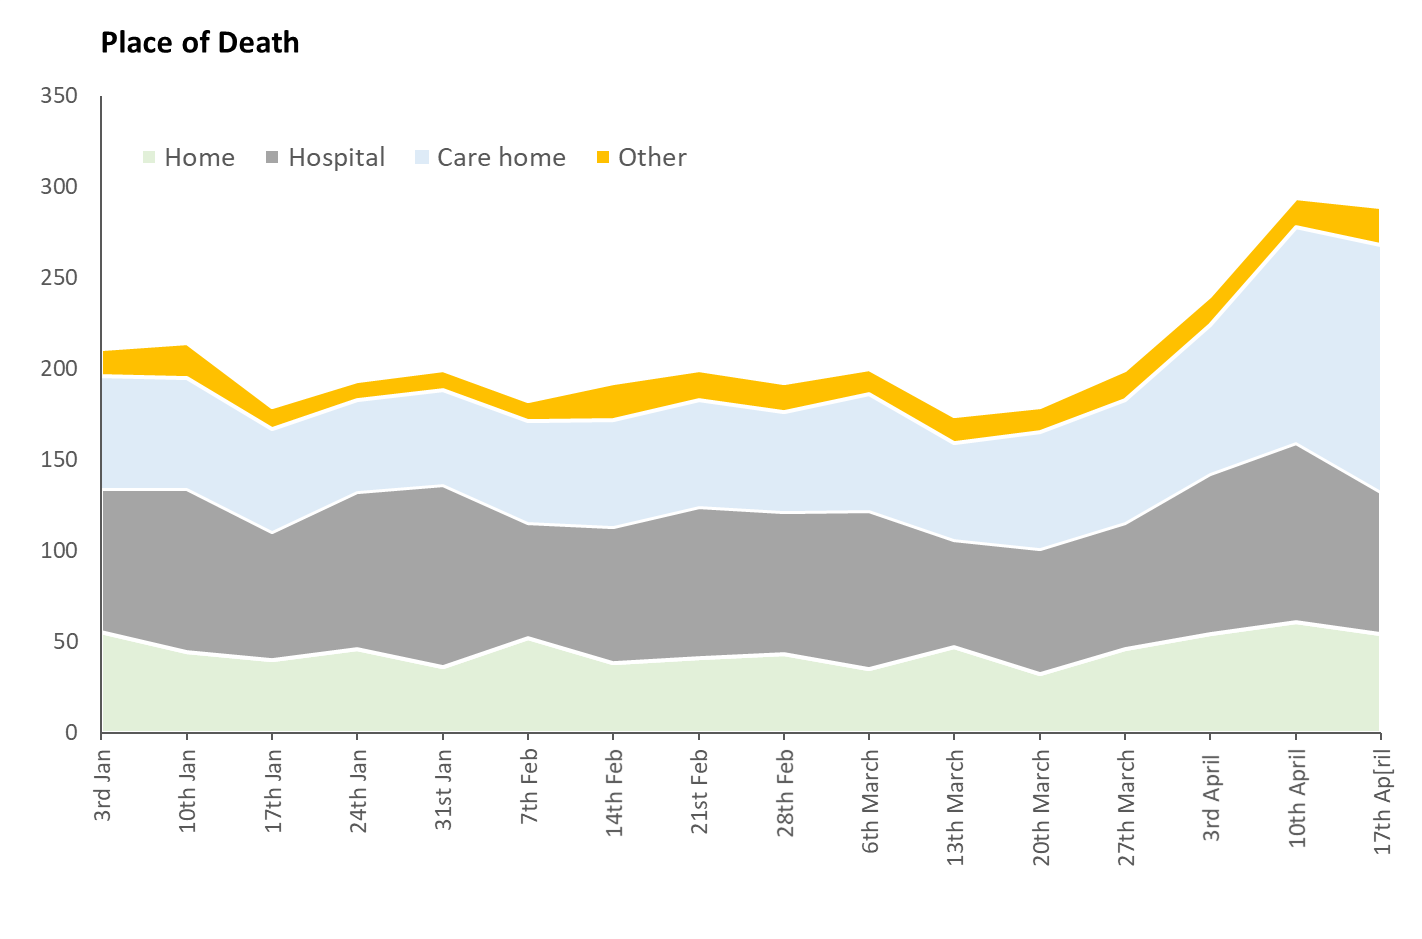 Place of Death
350
Home Hospital Care home Other
300
250
200
150
100
50
0
3rd Jan
10th Jan
17th Jan
24th Jan
31st Jan
7th Feb
14th Feb
21st Feb
28th Feb
6th March
13th March
20th March
27th March
3rd April
10th April
17th Ap[ril